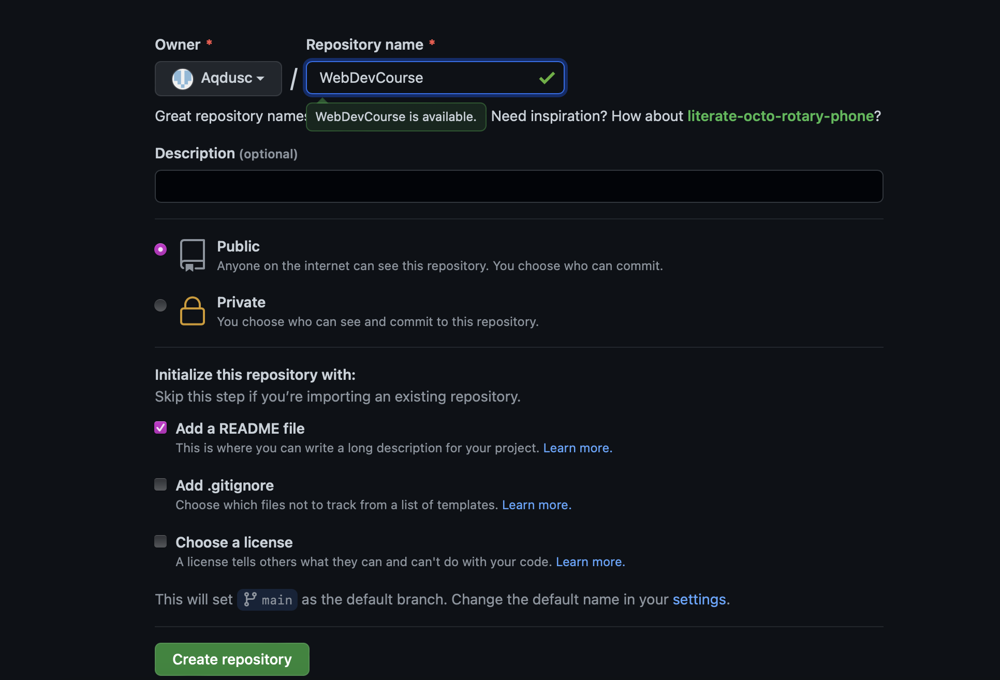 Owner * Repository name *
Aqdusc / WebDevCourse
Great repository names WebDevCourse is available. Need inspiration? How about literate-octo-rotary-phone?
Description (optional)
Public
Anyone on the internet can see this repository. You choose who can commit.
Private
You choose who can see and commit to this repository.
Initialize this repository with:
Skip this step if you’re importing an existing repository.
Add a README file
This is where you can write a long description for your project. Learn more.
Add .gitignore
Choose which files not to track from a list of templates. Learn more.
Choose a license
A license tells others what they can and can't do with your code. Learn more.
This will set main as the default branch. Change the default name in your settings.
Create repository